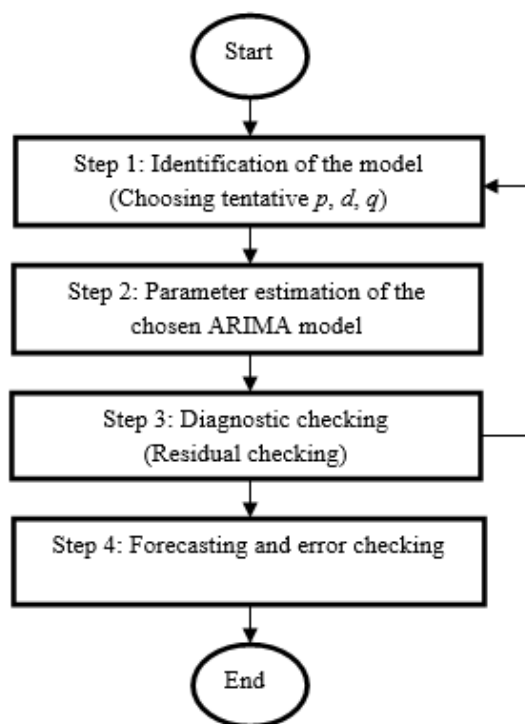 Start
Step 1: Identification of the model
(Choosing tentative p, d, q)
Step 2: Parameter estimation of the
chosen ARIMA model
Step 3: Diagnostic checking
(Residual checking)
Step 4: Forecasting and error checking
End